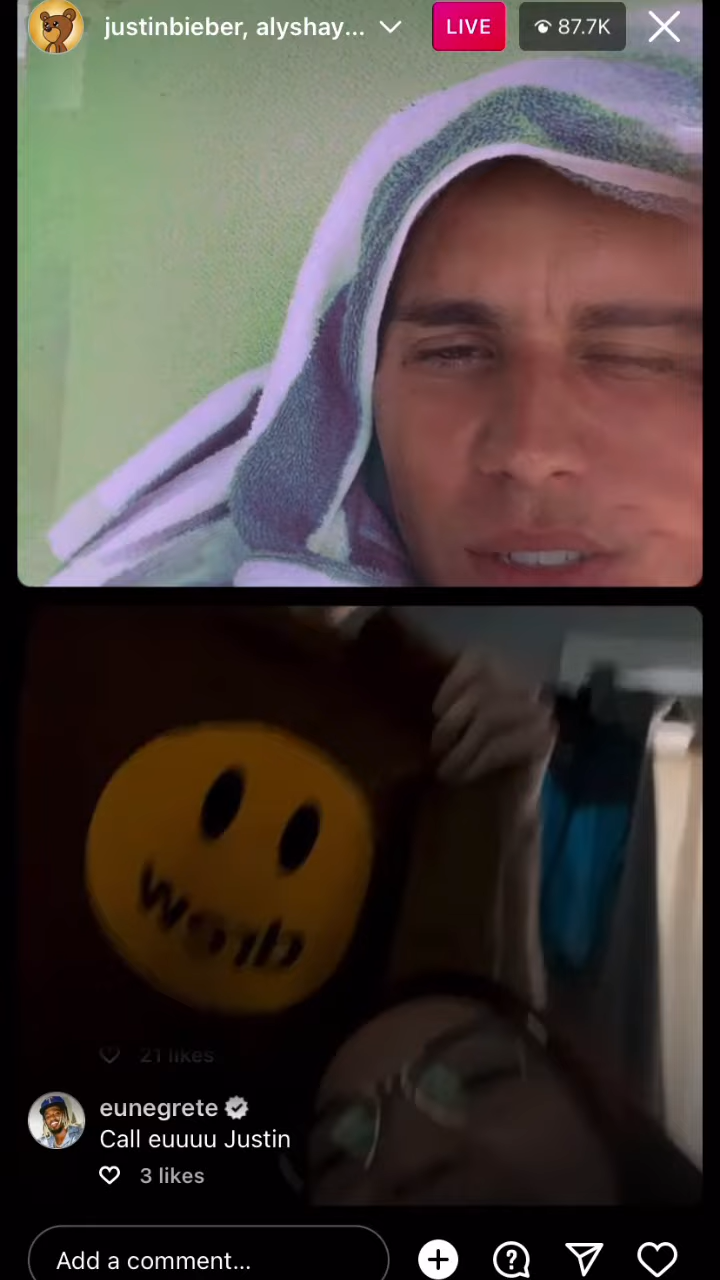 justinbieber, alyshay...
LIVE
87.7K
21 likes
eunegrete
Call euuuu Justin
3 likes
Add a comment...